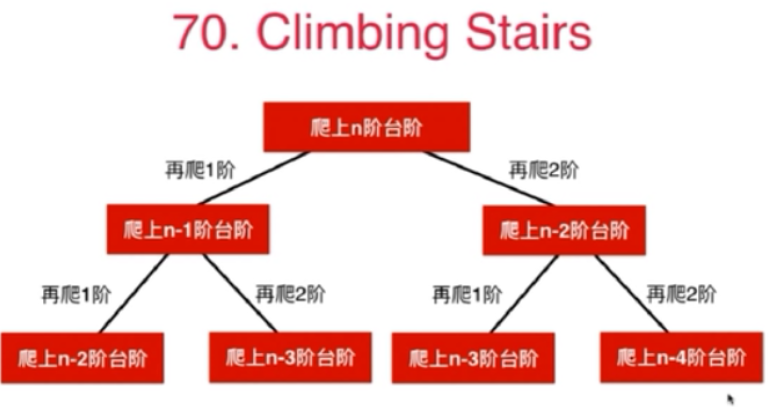 70. Climbing Stairs
爬上n阶台阶
再爬1阶
再爬2阶
爬上n-1阶台阶
爬上n-2阶台阶
再爬1阶
再爬2阶
再爬1阶
再爬2阶
爬上n-2阶台阶
爬上n-3阶台阶
爬上n-3阶台阶
爬上n-4阶台阶